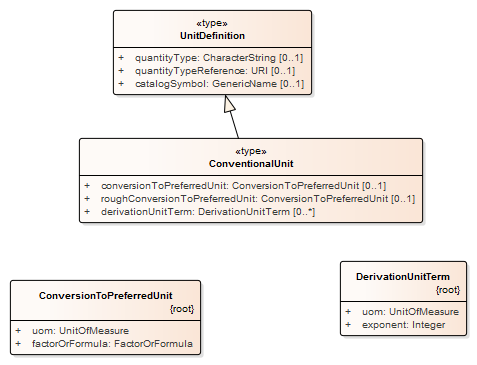 «type»
UnitDefinition
+ quantityType: CharacterString [0..1]
+ quantityTypeReference: URI [0..1]
+ catalogSymbol: GenericName [0..1]
«type»
ConventionalUnit
+ conversionToPreferredUnit: ConversionToPreferredUnit [0..1]
+ roughConversionToPreferredUnit: ConversionToPreferredUnit [0..1]
+ derivationUnitTerm: DerivationUnitTerm [0..*]
ConversionToPreferredUnit
{root}
+ uom: UnitOfMeasure
+ factorOrFormula: FactorOrFormula
DerivationUnitTerm
{root}
+ uom: UnitOfMeasure
+ exponent: Integer